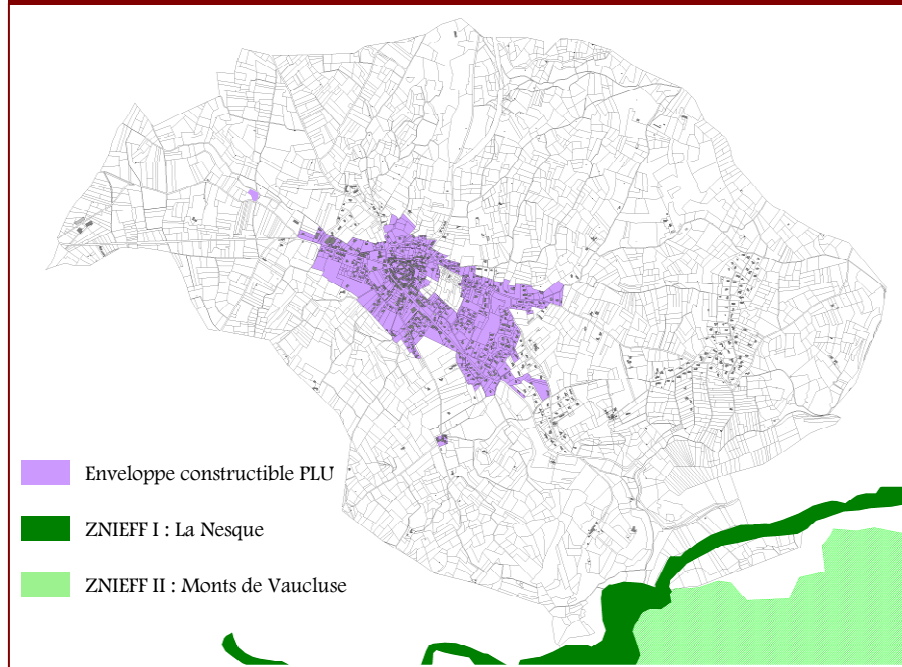 Enveloppe constructible PLU
ZNIEFF I : La Nesque
ZNIEFF II : Monts de Vaucluse